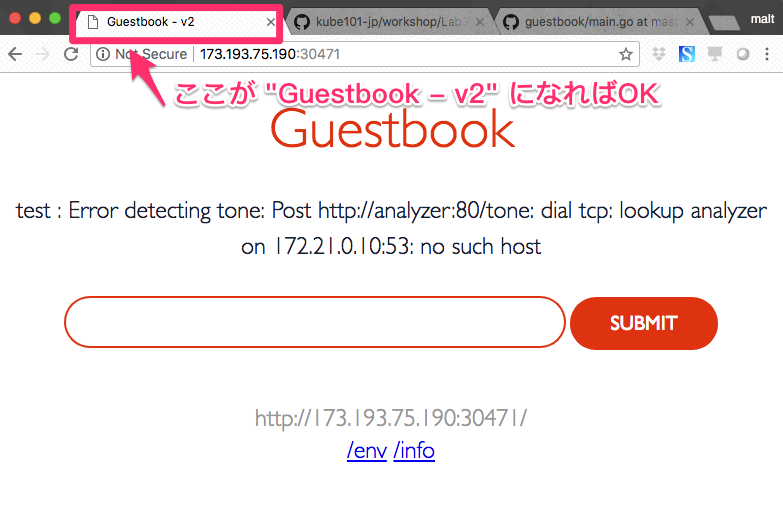 Guestbook - v2
kube101-jp/workshop/Lab3
guestbook/main.go at mast
malt
Not Secure 173.193.75.190:30471
ここが "Guestbook – v2" になればOK
Guestbook
test : Error detecting tone: Post http://analyzer:80/tone: dial tcp: lookup analyzer
on 172.21.0.10:53: no such host
SUBMIT
http://173.193.75.190:30471/
/env /info